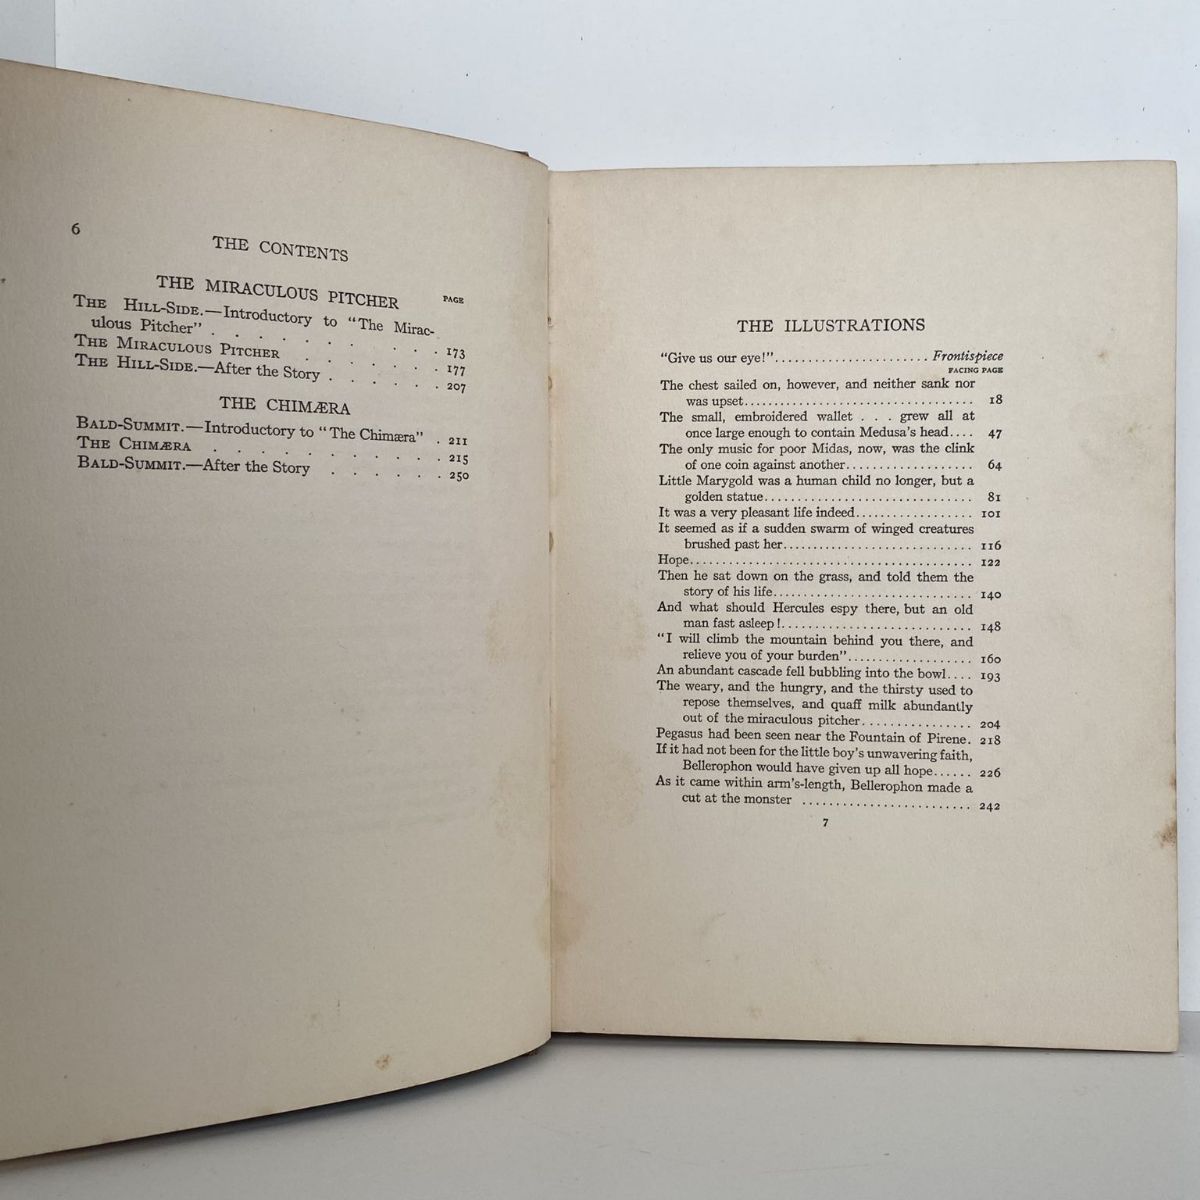 6
THE CONTENTS
THE MIRACULOUS PITCHER
PAGE
THE HILL-SIDE.—Introductory to "The Mirac-
ulous Pitcher" . . . . . . . . . 173
THE MIRACULOUS PITCHER . . . . . . 177
THE HILL-SIDE.—After the Story . . . . . . 207
THE CHIMÆRA
BALD-SUMMIT.—Introductory to "The Chimæra" . 211
THE CHIMÆRA . . . . . . . . . . 215
BALD-SUMMIT.—After the Story . . . . . 250
THE ILLUSTRATIONS
"Give us our eye!"....................... Frontispiece
FACING PAGE
The chest sailed on, however, and neither sank nor
was upset.................................. 18
The small, embroidered wallet . . . grew all at
once large enough to contain Medusa's head.... 47
The only music for poor Midas, now, was the clink
of one coin against another................... 64
Little Marygold was a human child no longer, but a
golden statue............................... 81
It was a very pleasant life indeed.................. 101
It seemed as if a sudden swarm of winged creatures
brushed past her............................ 116
Hope.......................................... 122
Then he sat down on the grass, and told them the
story of his life.............................. 140
And what should Hercules espy there, but an old
man fast asleep!............................ 148
"I will climb the mountain behind you there, and
relieve you of your burden"................... 160
An abundant cascade fell bubbling into the bowl.... 193
The weary, and the hungry, and the thirsty used to
repose themselves, and quaff milk abundantly
out of the miraculous pitcher................ 204
Pegasus had been seen near the Fountain of Pirene. 218
If it had not been for the little boy's unwavering faith,
Bellerophon would have given up all hope...... 226
As it came within arm's-length, Bellerophon made a
cut at the monster ......................... 242
7